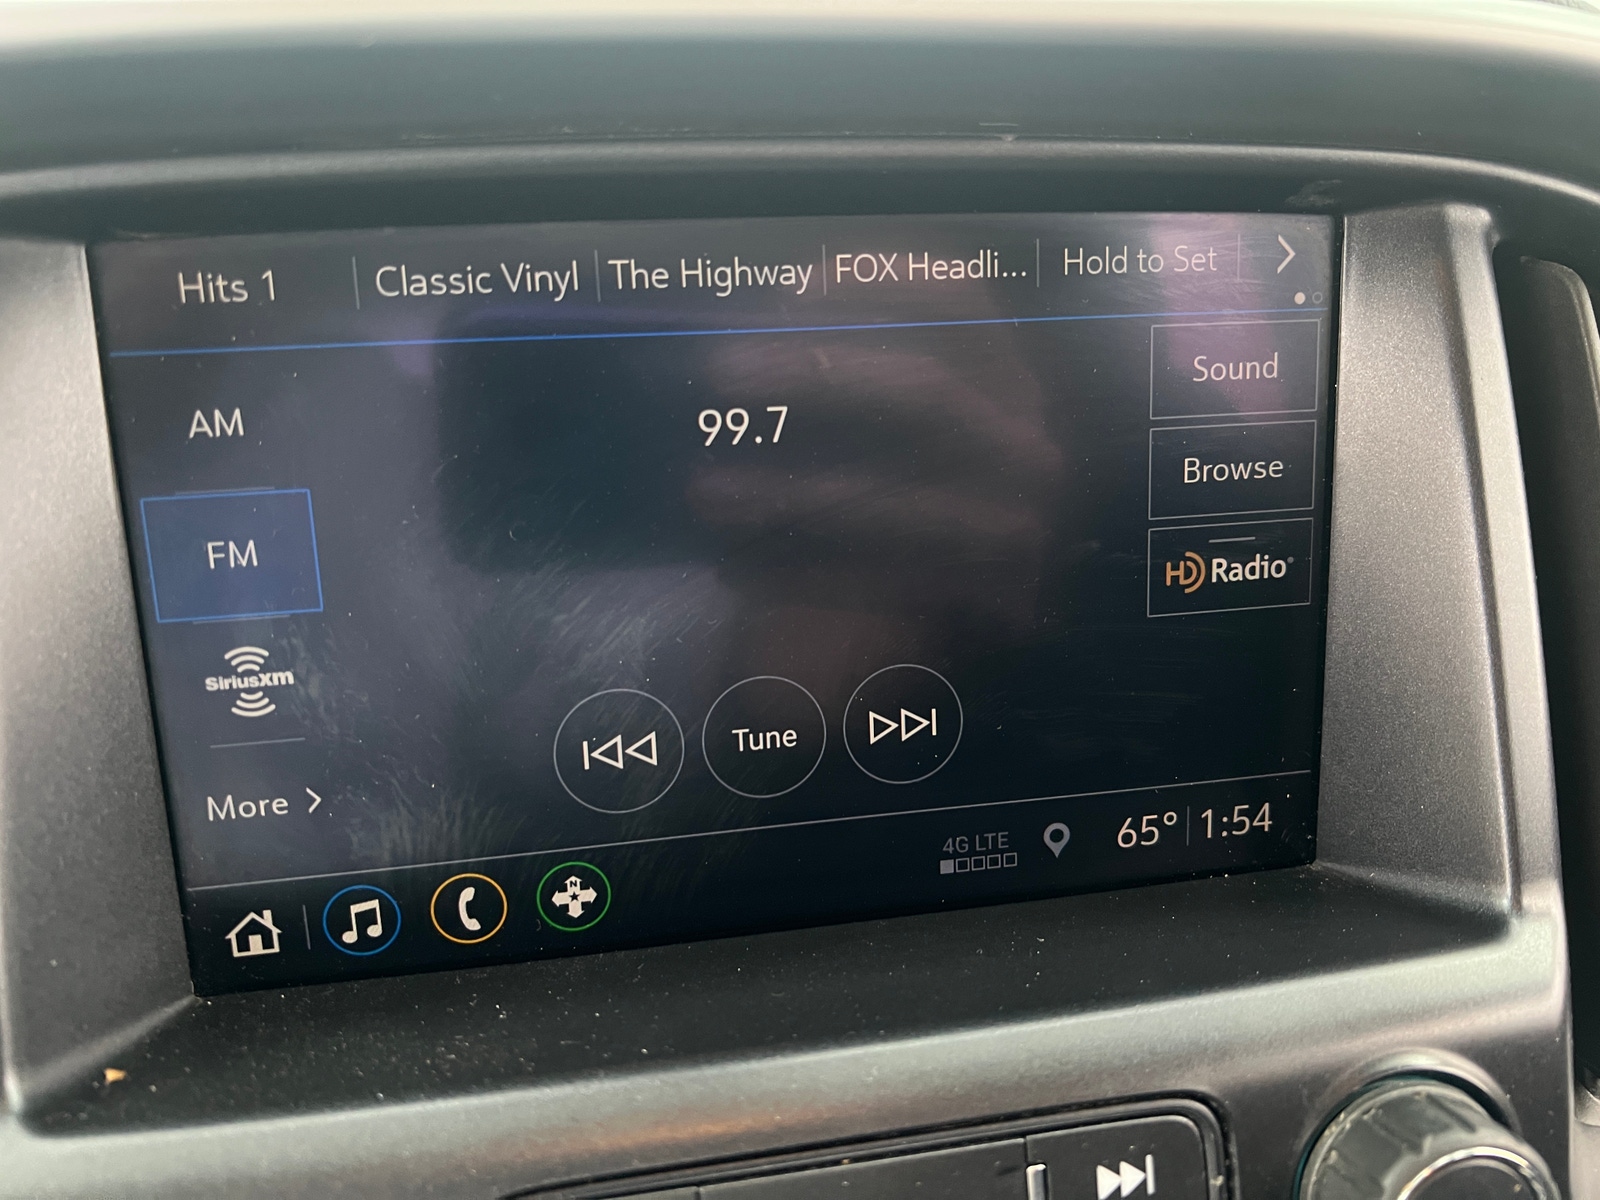 Hits 1
Classic Vinyl
The Highway
FOX Headli...
Hold to Set
AM
99.7
Sound
FM
Browse
HD Radio®
SiriusXM
Tune
More
4G LTE
65° 1:54
N